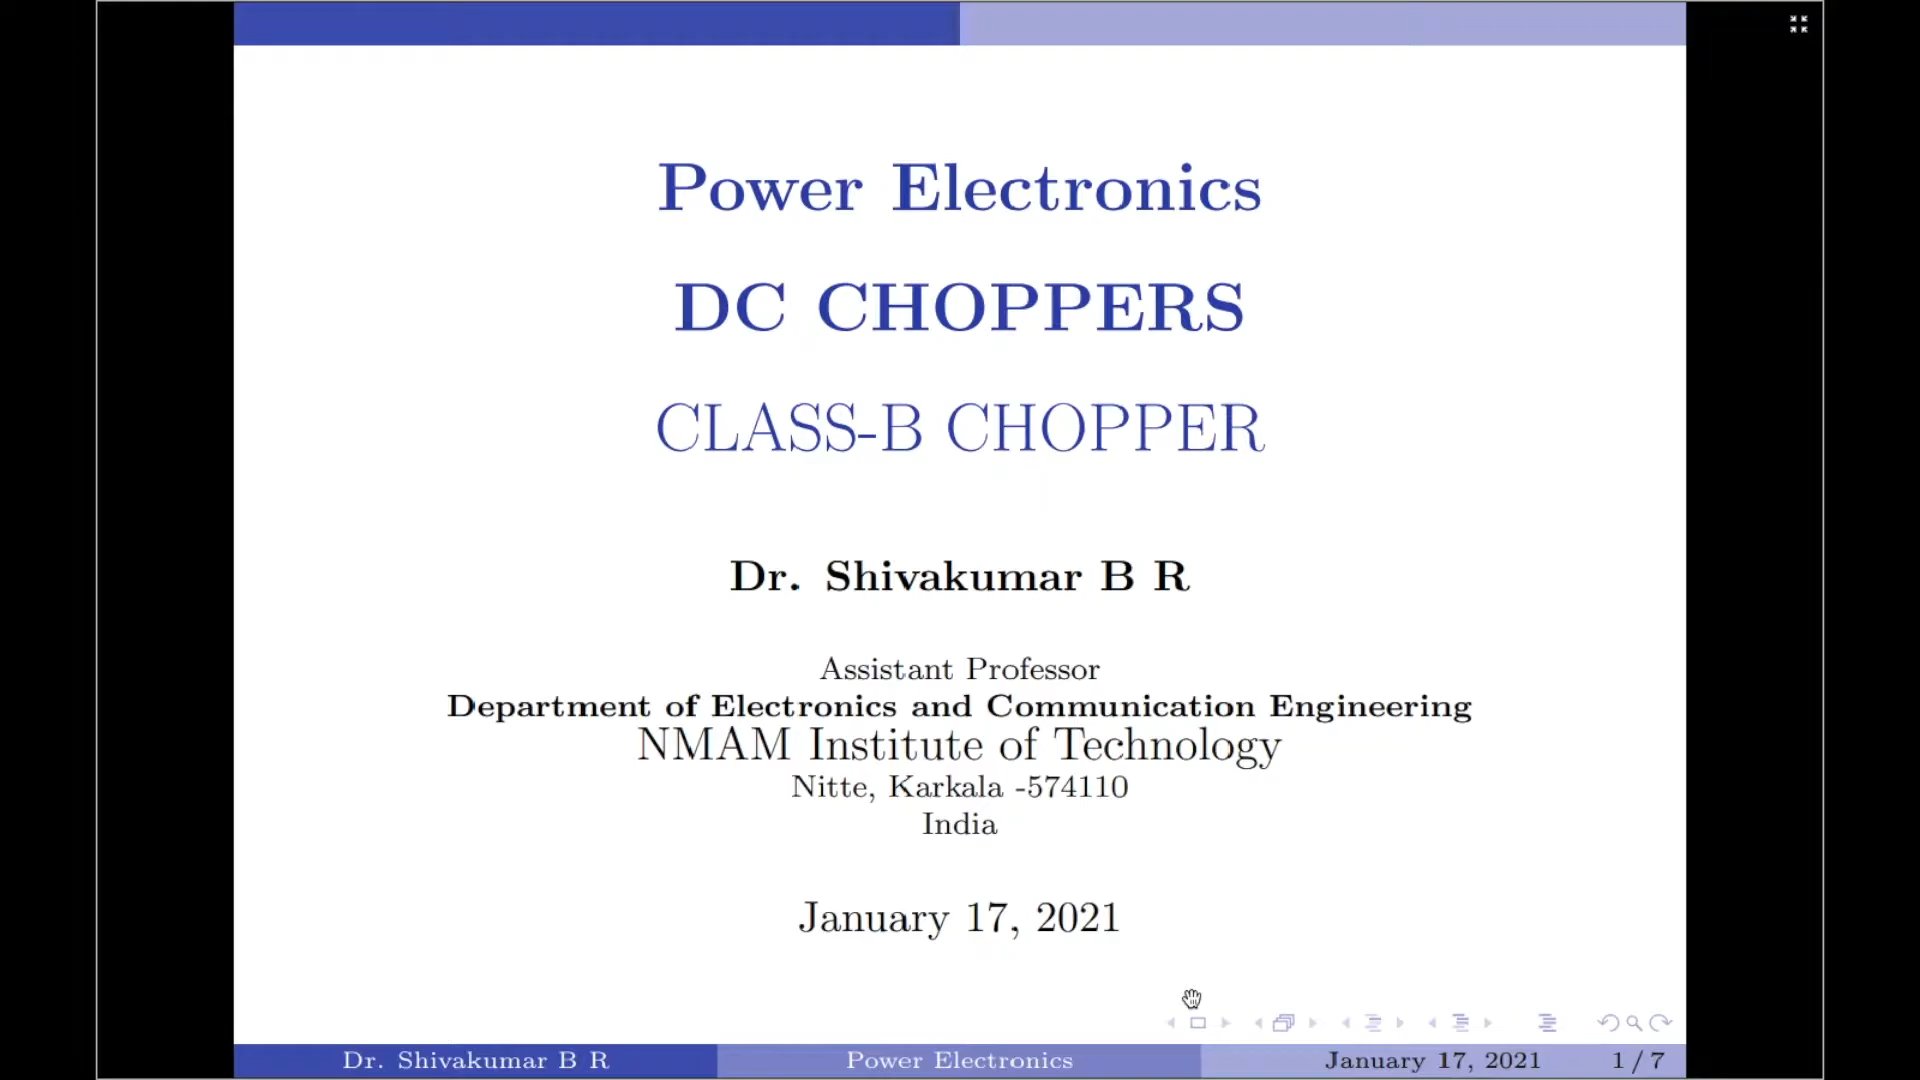 Power Electronics
DC CHOPPERS
CLASS-B CHOPPER
Dr. Shivakumar B R
Assistant Professor
Department of Electronics and Communication Engineering
NMAM Institute of Technology
Nitte, Karkala -574110
India
January 17, 2021
Dr. Shivakumar B R Power Electronics January 17, 2021 1 / 7